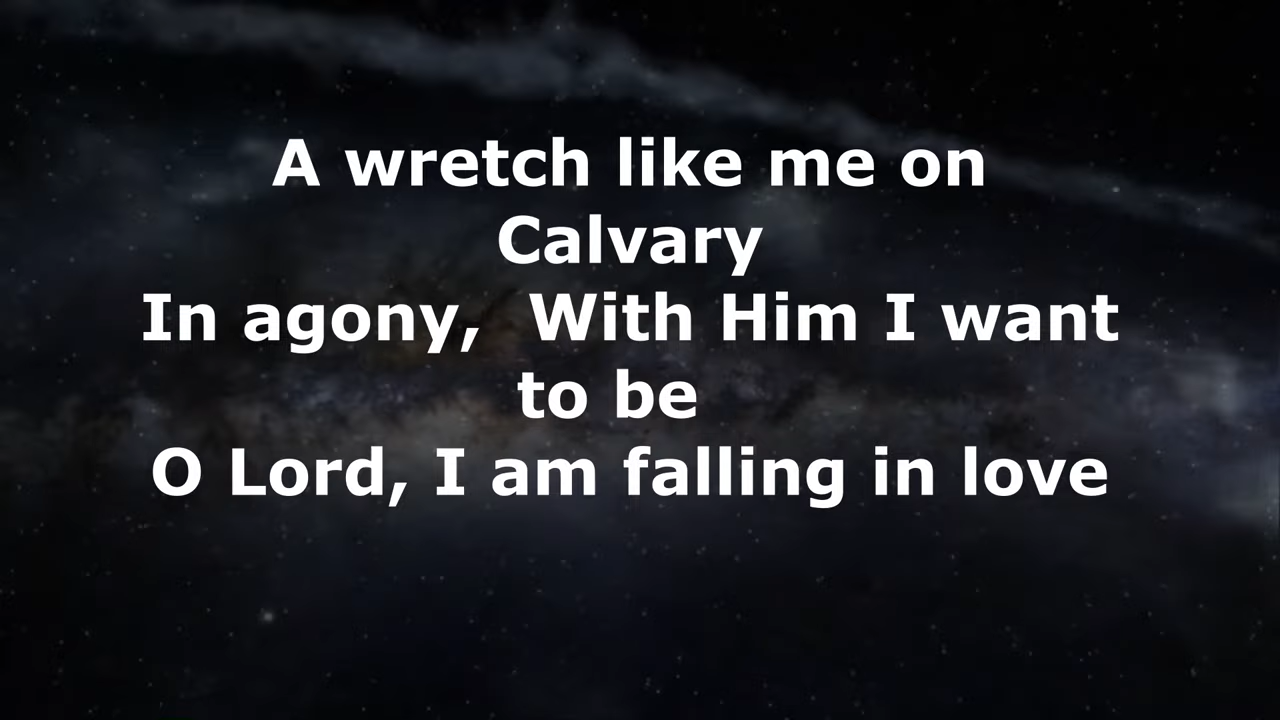 A wretch like me on
Calvary
In agony,  With Him I want
to be
O Lord, I am falling in love